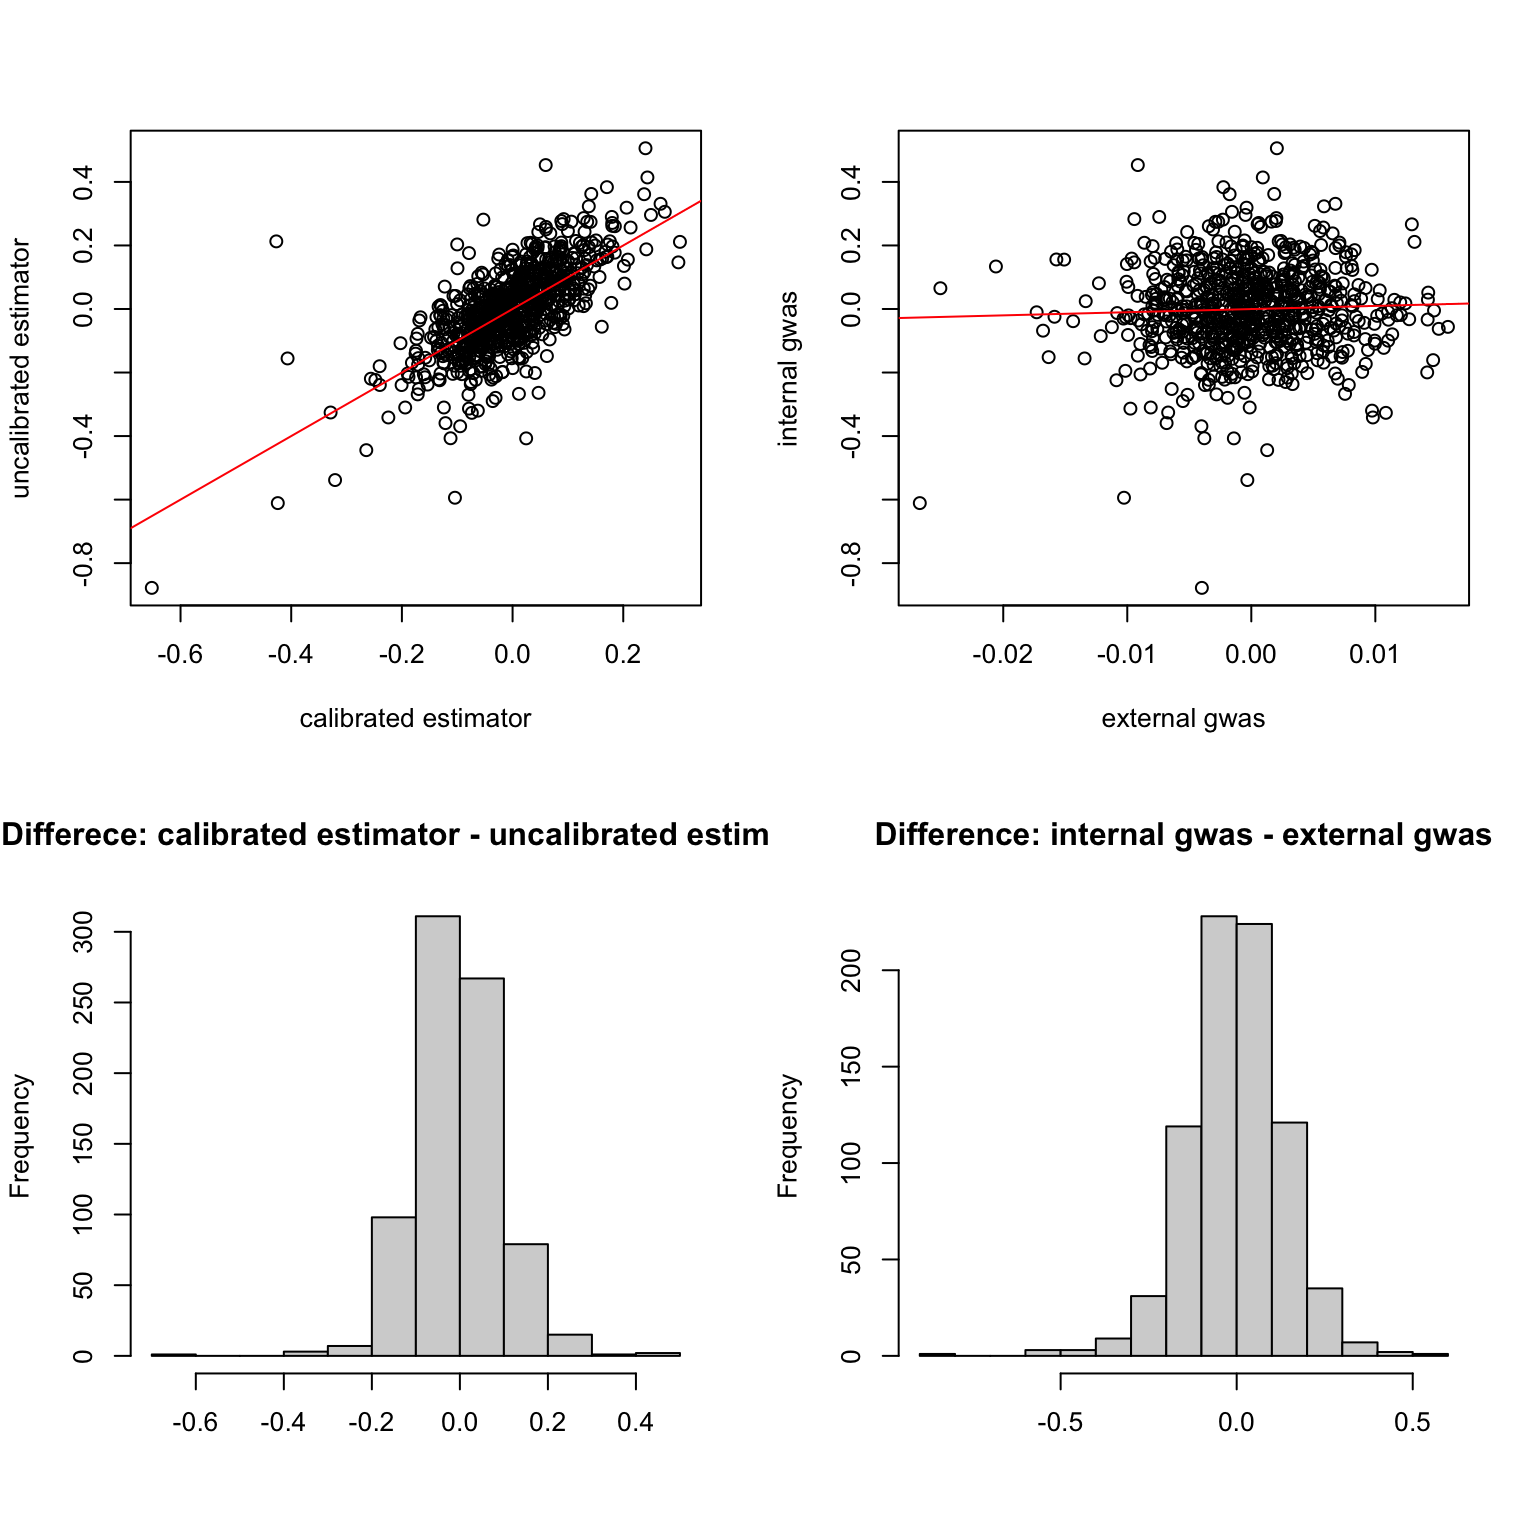 0.4
0.2
0.0
-0.4
-0.8
uncalibrated estimator
-0.6 -0.4 -0.2 0.0 0.2
calibrated estimator
0.4
0.2
0.0
-0.4
-0.8
internal gwas
-0.02 -0.01 0.00 0.01
external gwas
Differece: calibrated estimator - uncalibrated estim
300
250
200
150
100
50
0
Frequency
-0.6 -0.4 -0.2 0.0 0.2 0.4
Difference: internal gwas - external gwas
200
150
100
50
0
Frequency
-0.5 0.0 0.5